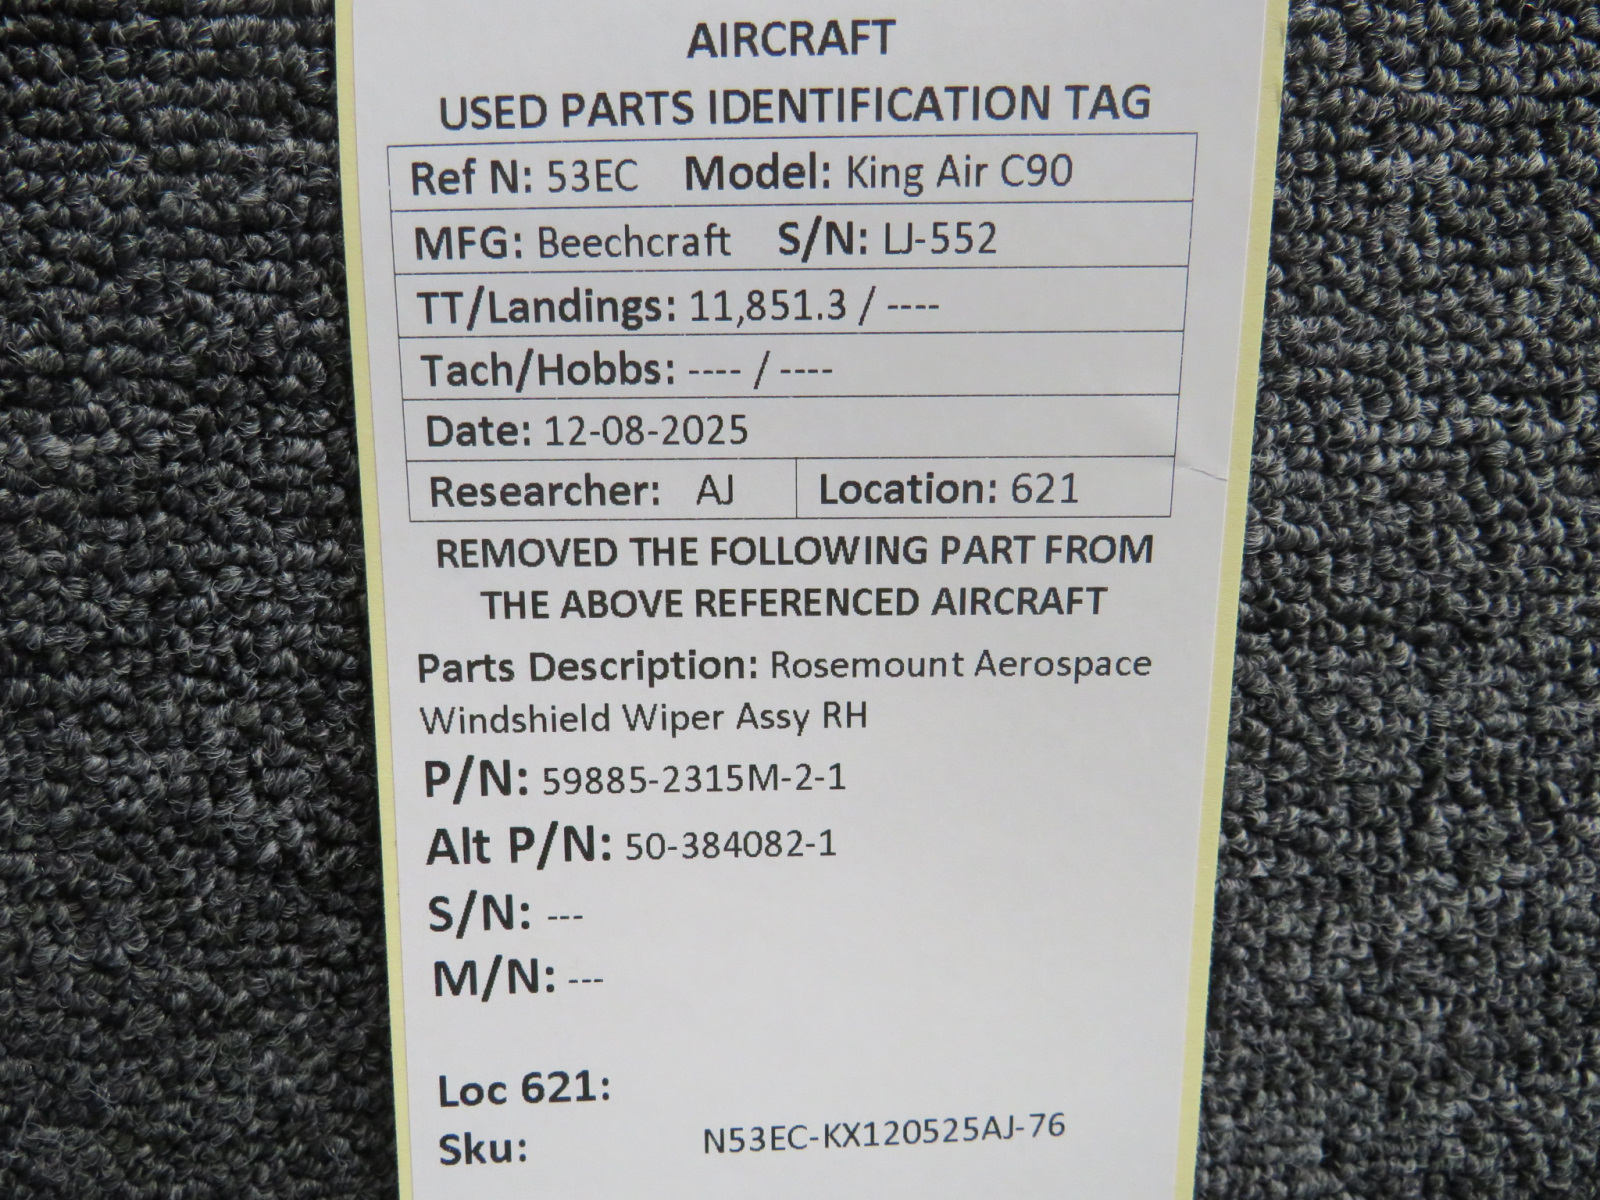 AIRCRAFT
USED PARTS IDENTIFICATION TAG
Ref N: 53EC Model: King Air C90
MFG: Beechcraft S/N: LJ-552
TT/Landings: 11,851.3 / ----
Tach/Hobbs: ---- / ----
Date: 12-08-2025
Researcher: AJ Location: 621
REMOVED THE FOLLOWING PART FROM
THE ABOVE REFERENCED AIRCRAFT
Parts Description: Rosemount Aerospace
Windshield Wiper Assy RH
P/N: 59885-2315M-2-1
Alt P/N: 50-384082-1
S/N: ---
M/N: ---
Loc 621:
Sku: N53EC-KX120525AJ-76